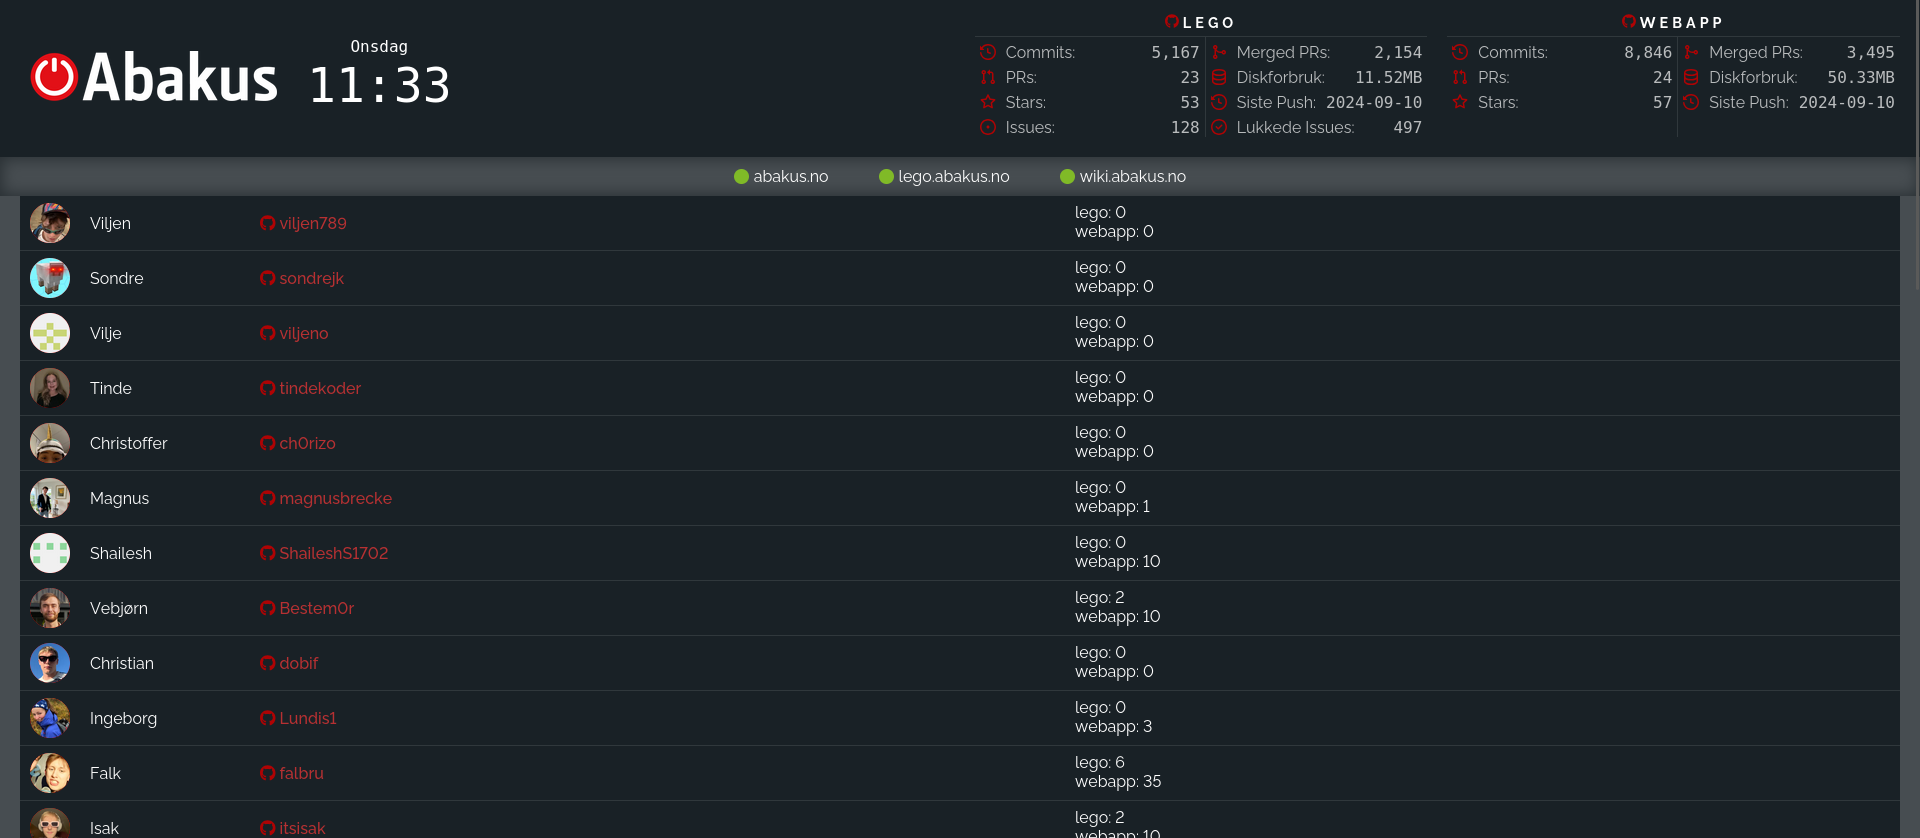 Abakus
Onsdag
11:33
LEGO
Commits: 5,167 Merged PRs: 2,154
PRs: 23 Diskforbruk: 11.52MB
Stars: 53 Siste Push: 2024-09-10
Issues: 128 Lukkede Issues: 497
WEBAPP
Commits: 8,846 Merged PRs: 3,495
PRs: 24 Diskforbruk: 50.33MB
Stars: 57 Siste Push: 2024-09-10
abakus.no lego.abakus.no wiki.abakus.no
Viljen viljen789
lego: 0
webapp: 0
Sondre sondrejk
lego: 0
webapp: 0
Vilje viljeno
lego: 0
webapp: 0
Tinde tindekoder
lego: 0
webapp: 0
Christoffer ch0rizo
lego: 0
webapp: 0
Magnus magnusbrecke
lego: 0
webapp: 1
Shailesh ShaileshS1702
lego: 0
webapp: 10
Vebjørn Bestem0r
lego: 2
webapp: 10
Christian dobif
lego: 0
webapp: 0
Ingeborg Lundis1
lego: 0
webapp: 3
Falk falbru
lego: 6
webapp: 35
Isak itsisak
lego: 2
webapp: 10